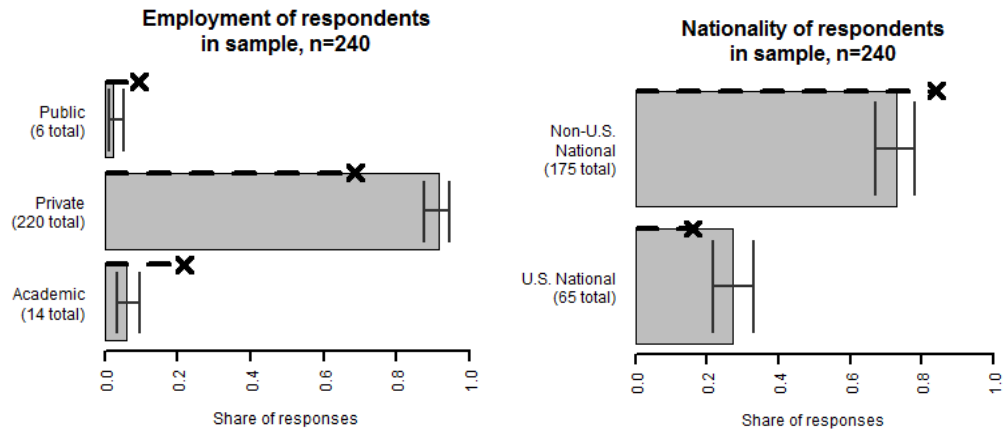 Employment of respondents
in sample, n=240
Public
(6 total)
Private
(220 total)
Academic
(14 total)
0.0
0.2
0.4
0.6
0.8
1.0
Share of responses
Nationality of respondents
in sample, n=240
Non-U.S.
National
(175 total)
U.S. National
(65 total)
0.0
0.2
0.4
0.6
0.8
1.0
Share of responses